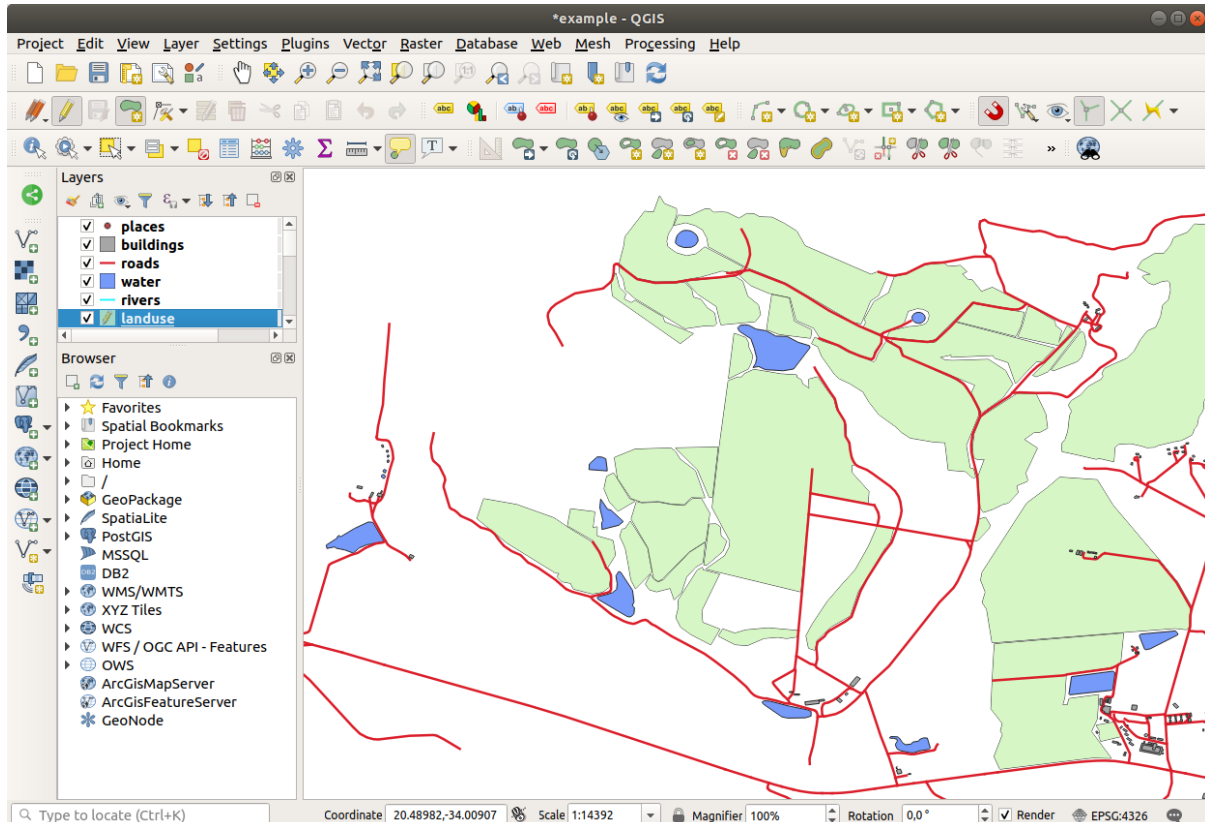 *example - QGIS
Project Edit View Layer Settings Plugins Vector Raster Database Web Mesh Processing Help
Layers
places
buildings
roads
water
rivers
landuse
Browser
Favorites
Spatial Bookmarks
Project Home
Home
/
GeoPackage
SpatiaLite
PostGIS
MSSQL
DB2
WMS/WMTS
XYZ Tiles
WCS
WFS / OGC API - Features
OWS
ArcGisMapServer
ArcGisFeatureServer
GeoNode
Type to locate (Ctrl+K) Coordinate 20.48982,-34.00907 Scale 1:14392 Magnifier 100% Rotation 0,0 ° Render EPSG:4326